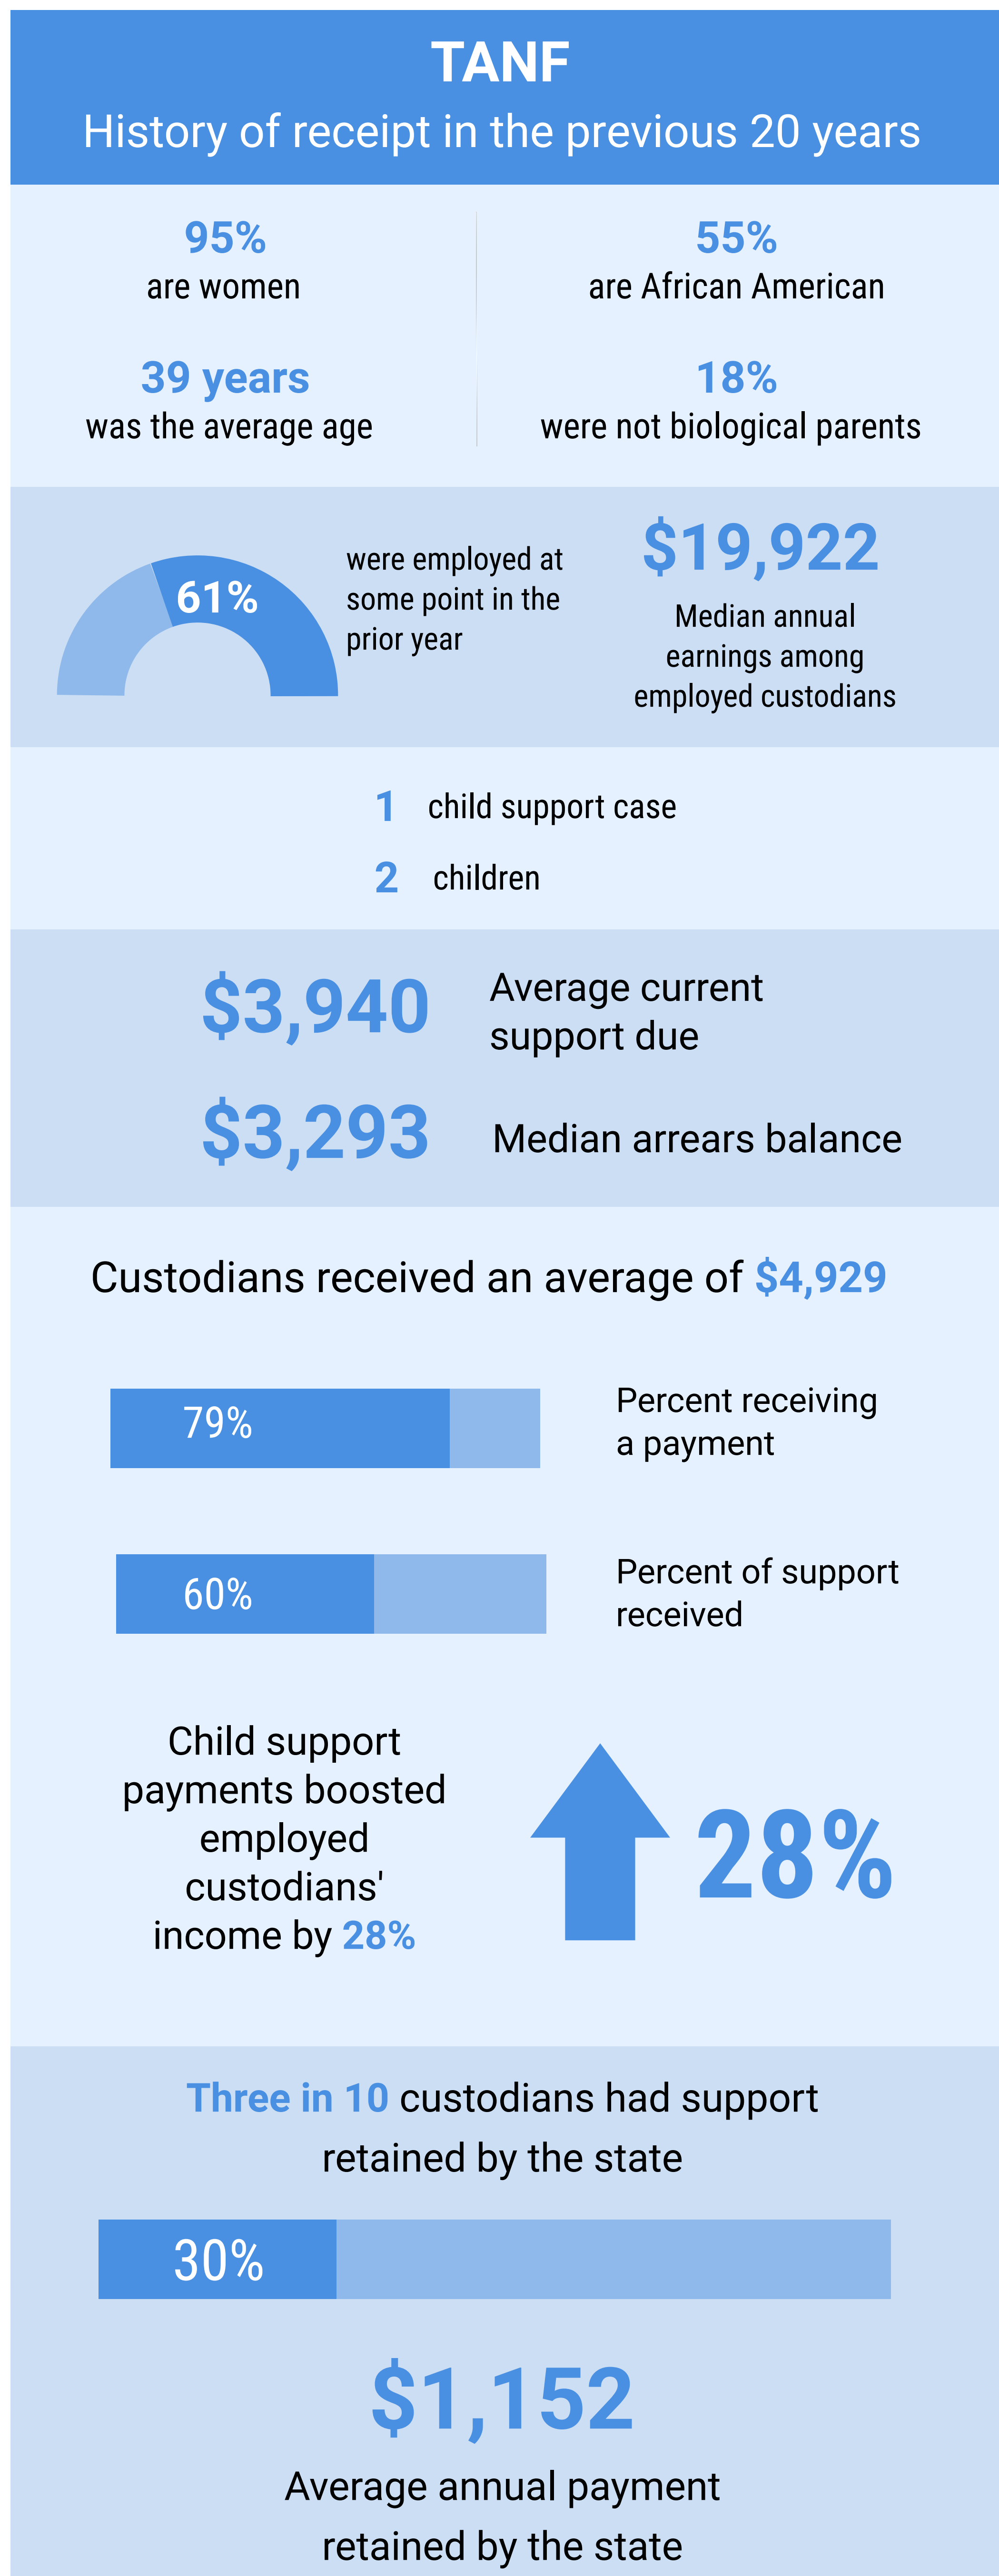 TANF
History of receipt in the previous 20 years
95%
are women
55%
are African American
39 years
was the average age
18%
were not biological parents
61%
were employed at
some point in the
prior year
$19,922
Median annual
earnings among
employed custodians
1 child support case
2 children
$3,940
Average current
support due
$3,293 Median arrears balance
Custodians received an average of $4,929
79%
Percent receiving
a payment
60%
Percent of support
received
Child support
payments boosted
employed
custodians'
income by 28%
28%
Three in 10 custodians had support
retained by the state
30%
$1,152
Average annual payment
retained by the state